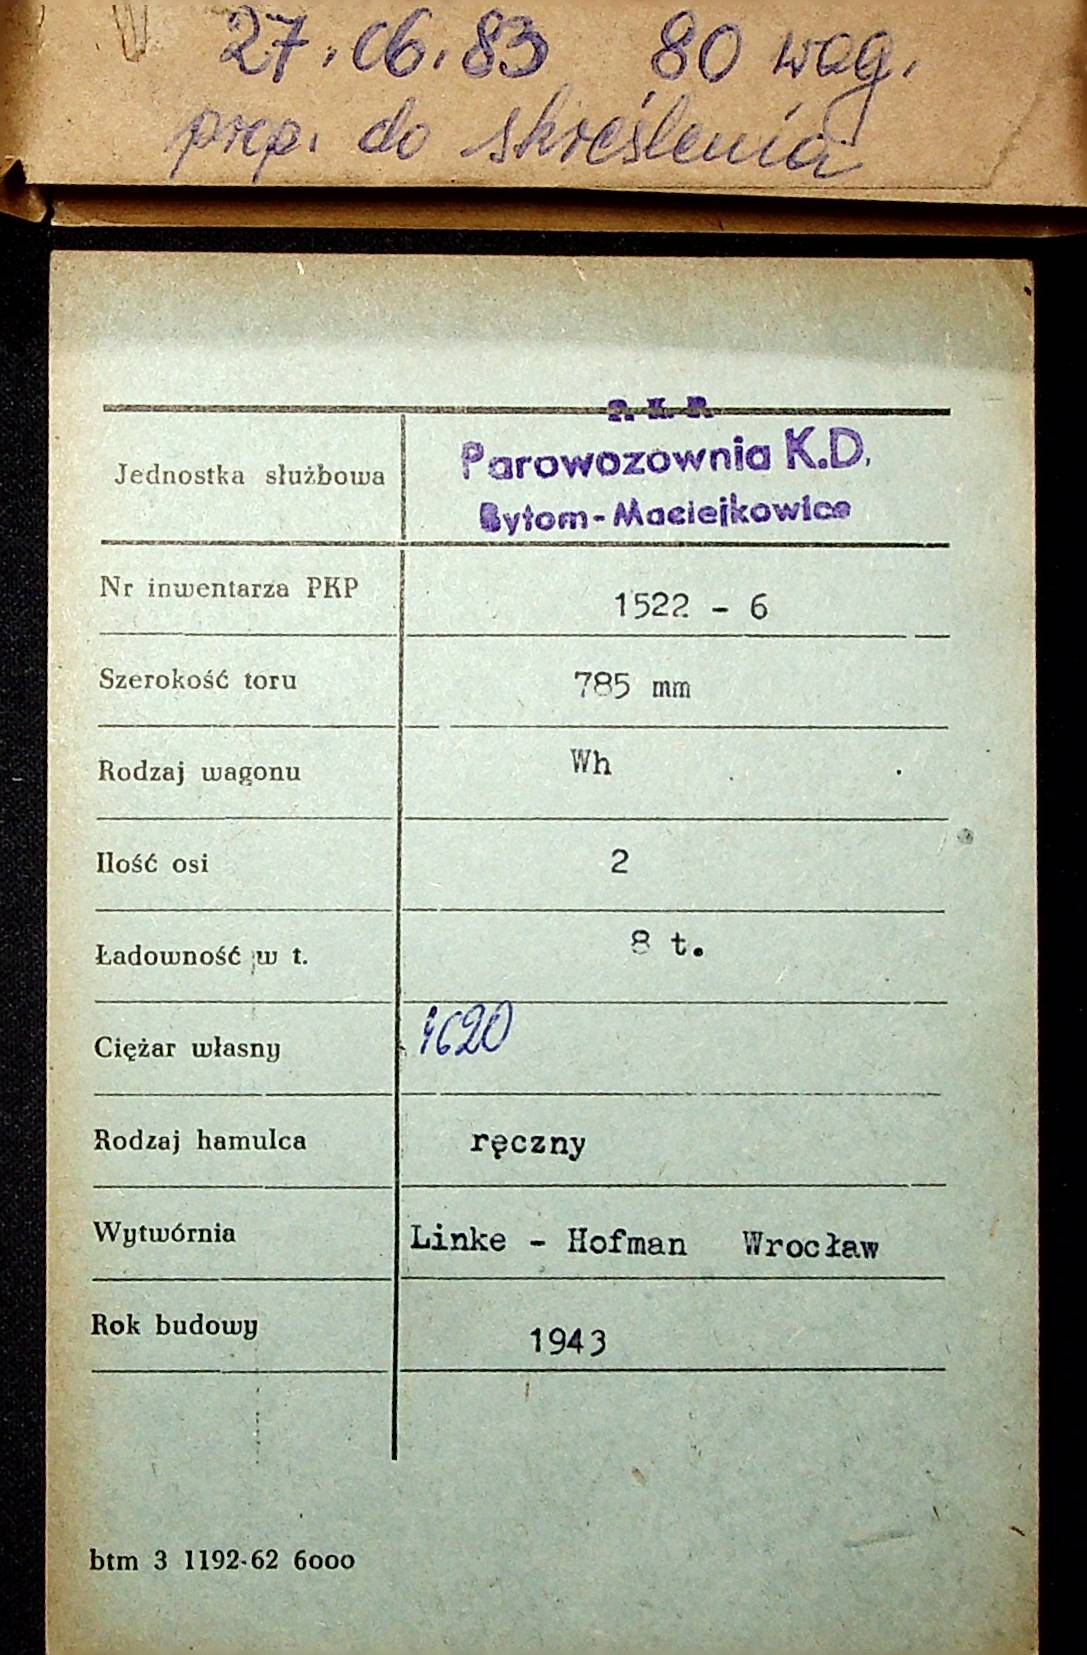 27.06.83 80 wag.
prop. do skreślenia
P. K. P.
Parowozownia K.D.
Bytom-Maciejkowice
Jednostka służbowa
Nr inwentarza PKP 1522 - 6
Szerokość toru 785 mm
Rodzaj wagonu Wh
Ilość osi 2
Ładowność w t. 8 t.
Ciężar własny 4620
Rodzaj hamulca ręczny
Wytwórnia Linke - Hofman Wrocław
Rok budowy 1943
btm 3 1192-62 6000